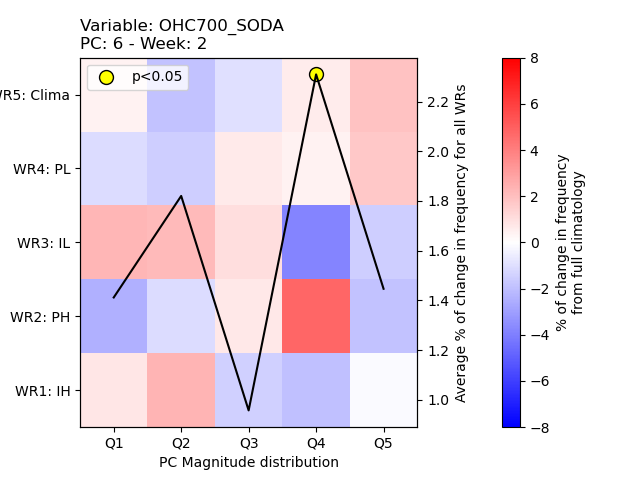 Variable: OHC700_SODA
PC: 6 - Week: 2
p<0.05
WR5: Clima
WR4: PL
WR3: IL
WR2: PH
WR1: IH
Q1 Q2 Q3 Q4 Q5
PC Magnitude distribution
2.2
2.0
1.8
1.6
1.4
1.2
1.0
Average % of change in frequency for all WRs
8
6
4
2
0
−2
−4
−6
−8
% of change in frequency
from full climatology